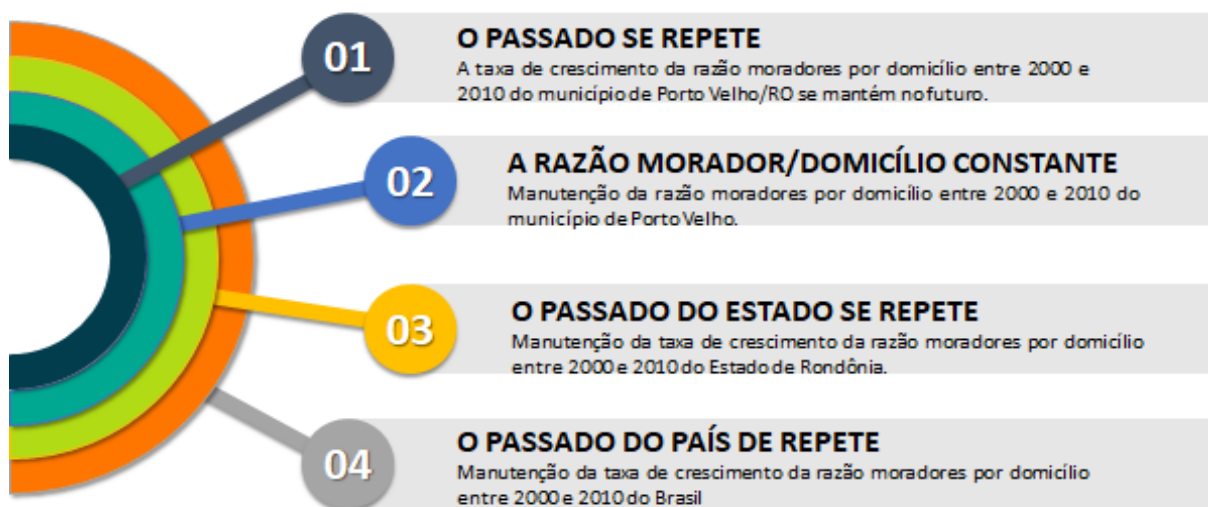 01
O PASSADO SE REPETE
A taxa de crescimento da razão moradores por domicílio entre 2000 e
2010 do município de Porto Velho/RO se mantém no futuro.
02
A RAZÃO MORADOR/DOMICÍLIO CONSTANTE
Manutenção da razão moradores por domicílio entre 2000 e 2010 do
município de Porto Velho.
03
O PASSADO DO ESTADO SE REPETE
Manutenção da taxa de crescimento da razão moradores por domicílio
entre 2000 e 2010 do Estado de Rondônia.
04
O PASSADO DO PAÍS DE REPETE
Manutenção da taxa de crescimento da razão moradores por domicílio
entre 2000 e 2010 do Brasil